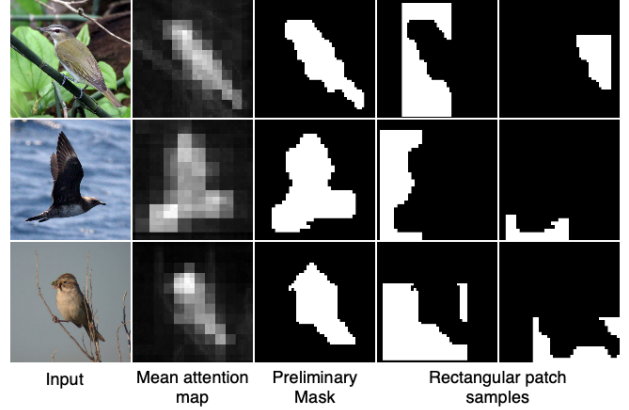 Input
Mean attention
map
Preliminary
Mask
Rectangular patch
samples